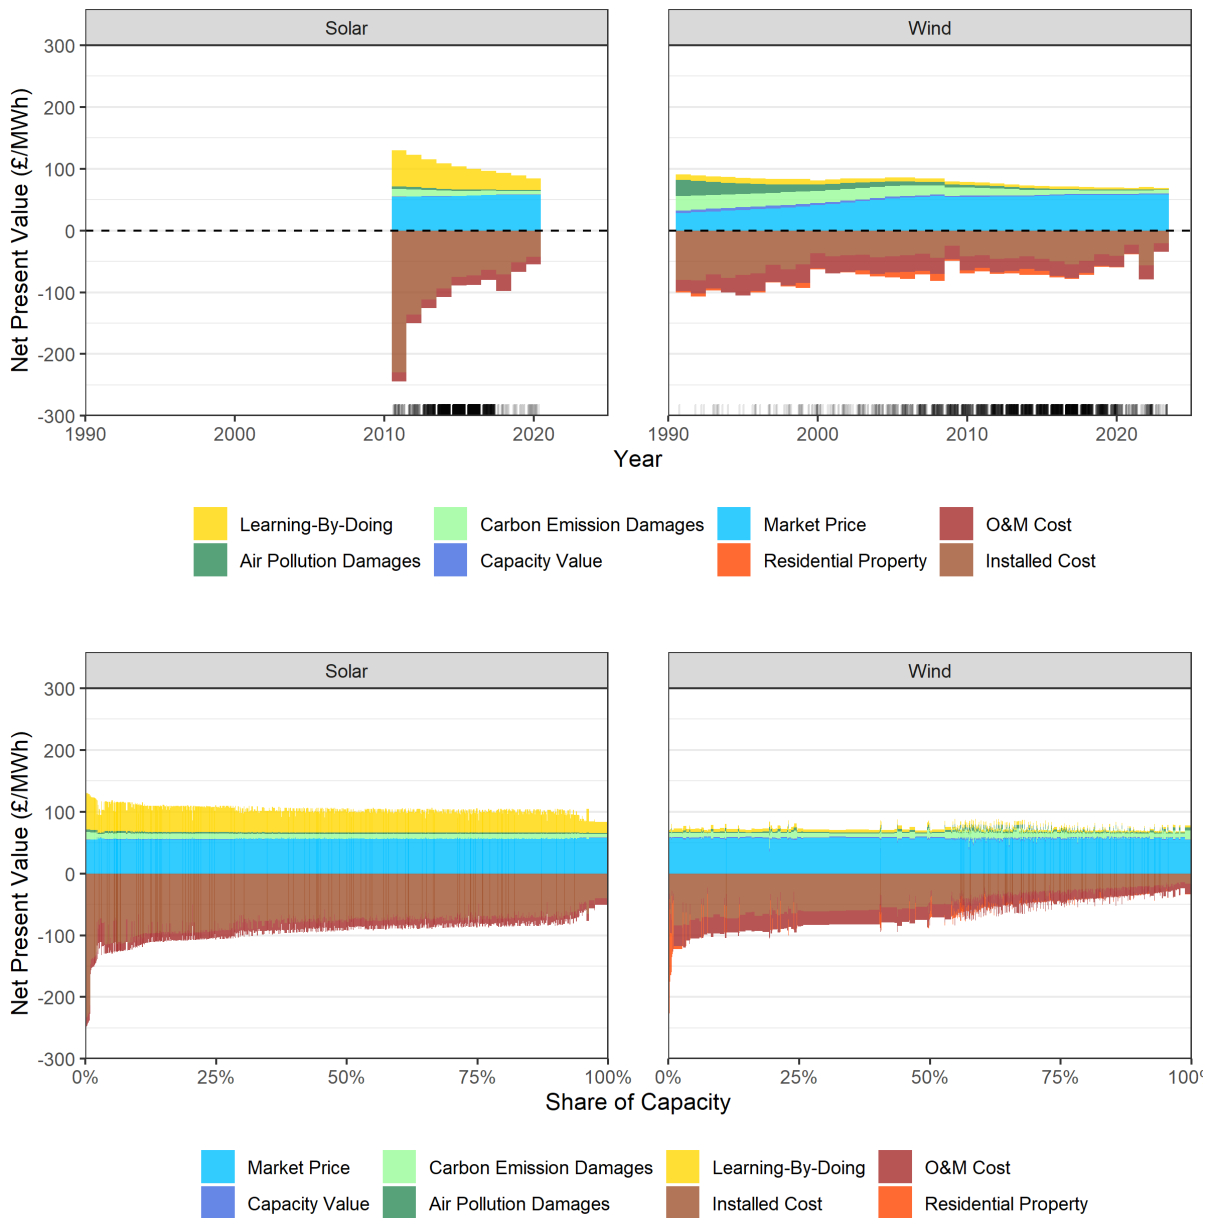 Solar
Wind
Net Present Value (£/MWh)
300
200
100
0
-100
-200
-300
1990
2000
2010
2020
1990
2000
2010
2020
Year
Learning-By-Doing
Carbon Emission Damages
Market Price
O&M Cost
Air Pollution Damages
Capacity Value
Residential Property
Installed Cost
Solar
Wind
Net Present Value (£/MWh)
300
200
100
0
-100
-200
-300
0%
25%
50%
75%
100%
0%
25%
50%
75%
100%
Share of Capacity
Market Price
Carbon Emission Damages
Learning-By-Doing
O&M Cost
Capacity Value
Air Pollution Damages
Installed Cost
Residential Property